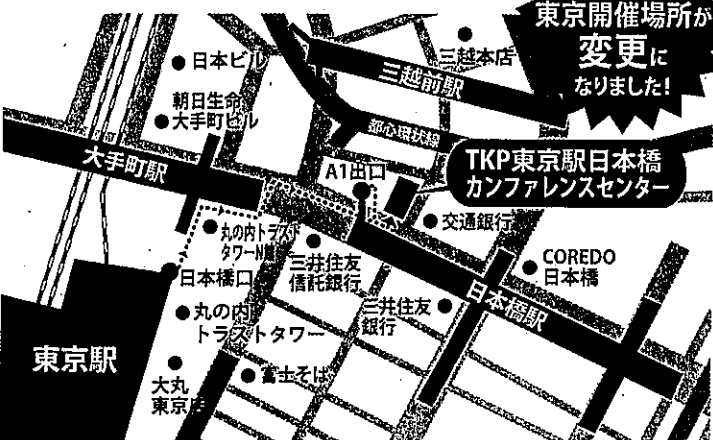 東京開催場所が
変更に
なりました!
三越本店
日本ビル
三越前駅
朝日生命
大手町ビル
都心環状線
大手町駅
A1出口
TKP東京駅日本橋
カンファレンスセンター
交通銀行
丸の内トラスト
タワーN館
三井住友
信託銀行
COREDO
日本橋
日本橋口
日本橋駅
三井住友
銀行
丸の内
トラストタワー
東京駅
富士そば
大丸
東京店